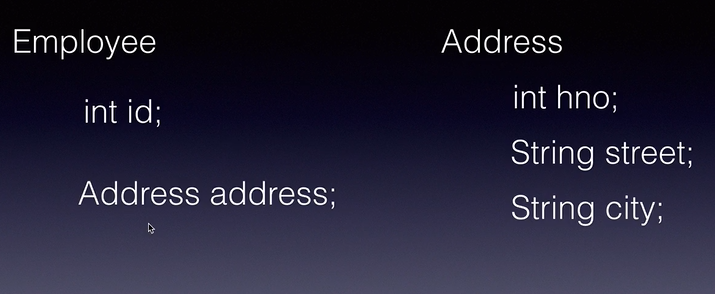 Employee
int id;
Address address;
Address
int hno;
String street;
String city;